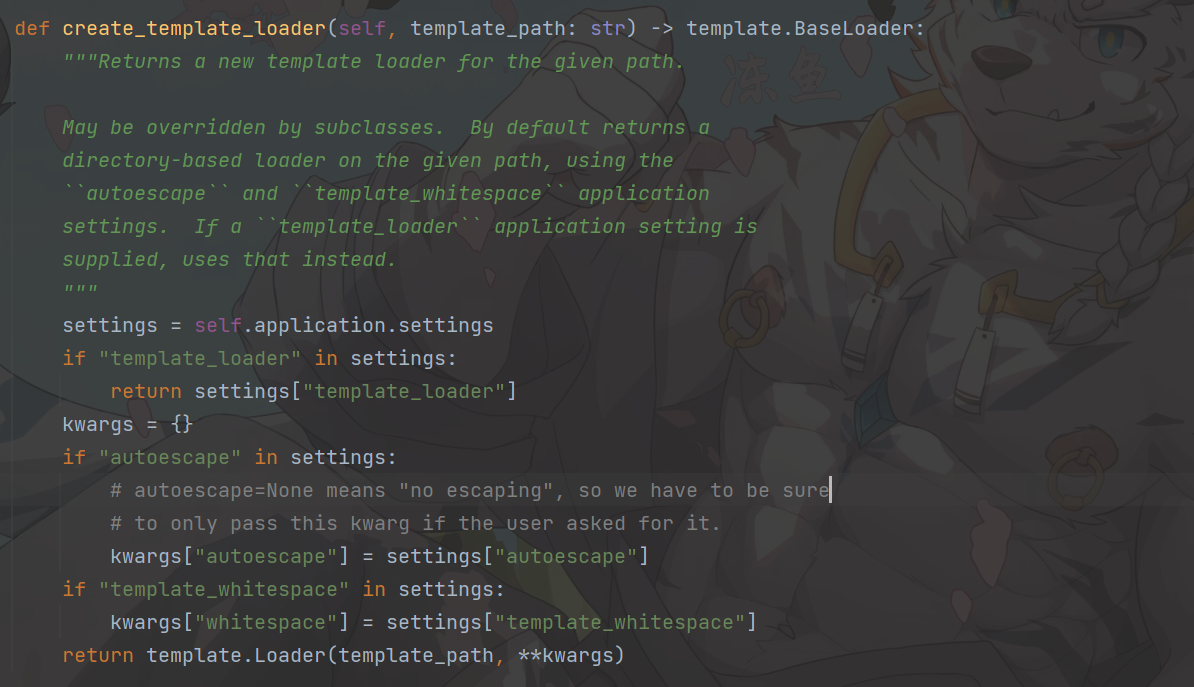 def create_template_loader(self, template_path: str) -> template.BaseLoader:
    """Returns a new template loader for the given path.
冻鱼
    May be overridden by subclasses.  By default returns a
    directory-based loader on the given path, using the
    ``autoescape`` and ``template_whitespace`` application
    settings.  If a ``template_loader`` application setting is
    supplied, uses that instead.
    """
    settings = self.application.settings
    if "template_loader" in settings:
        return settings["template_loader"]
    kwargs = {}
    if "autoescape" in settings:
        # autoescape=None means "no escaping", so we have to be sure
        # to only pass this kwarg if the user asked for it.
        kwargs["autoescape"] = settings["autoescape"]
    if "template_whitespace" in settings:
        kwargs["whitespace"] = settings["template_whitespace"]
    return template.Loader(template_path, **kwargs)